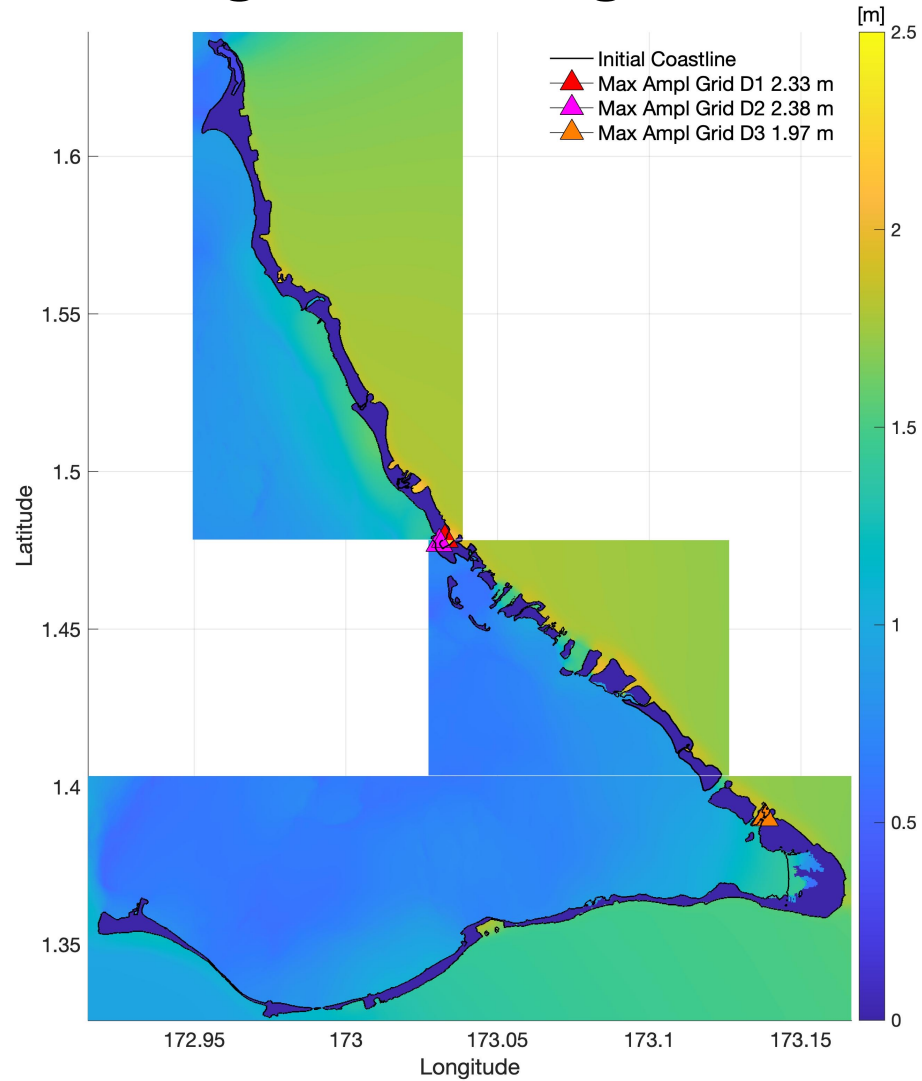 [m]
2.5
2
1.5
1
0.5
0
Initial Coastline
Max Ampl Grid D1 2.33 m
Max Ampl Grid D2 2.38 m
Max Ampl Grid D3 1.97 m
Latitude
1.6
1.55
1.5
1.45
1.4
1.35
172.95
173
173.05
173.1
173.15
Longitude